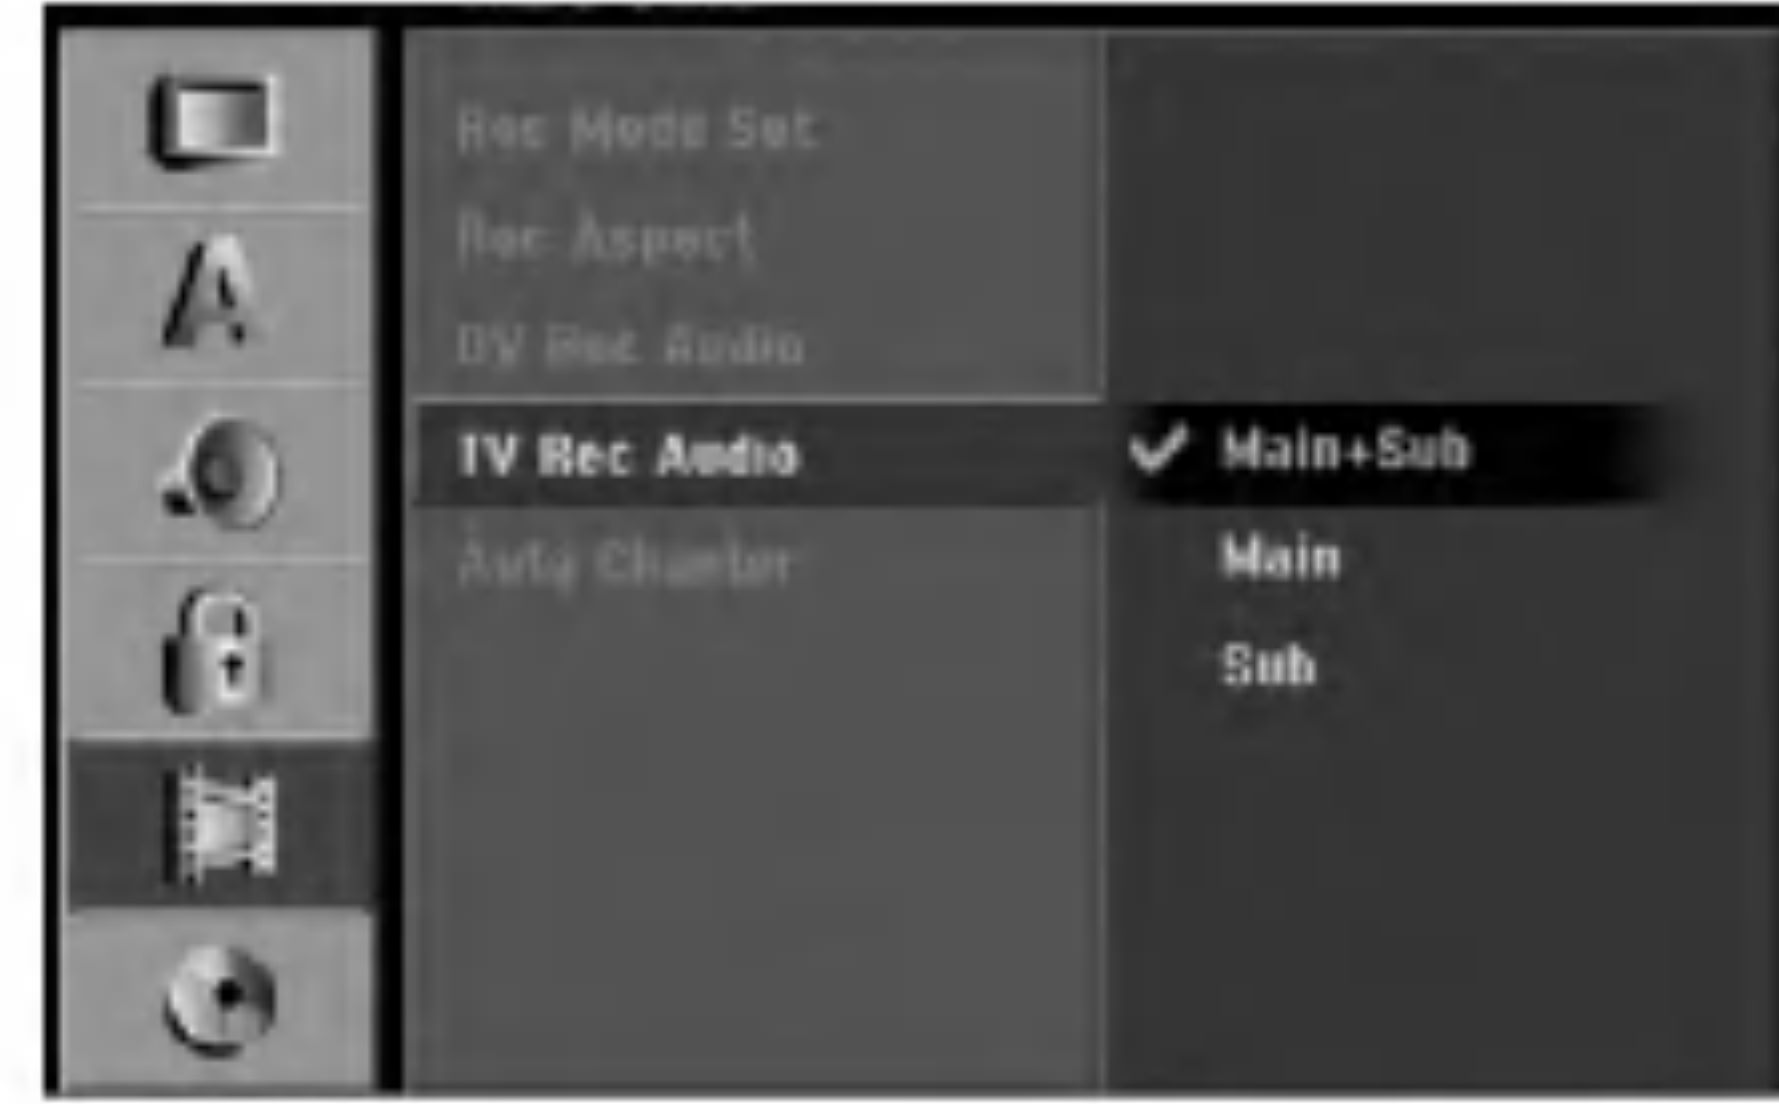 Rec Mode Set
Rec Aspect
DV Rec Audio
TV Rec Audio
Main+Sub
Auto Chapter
Main
Sub